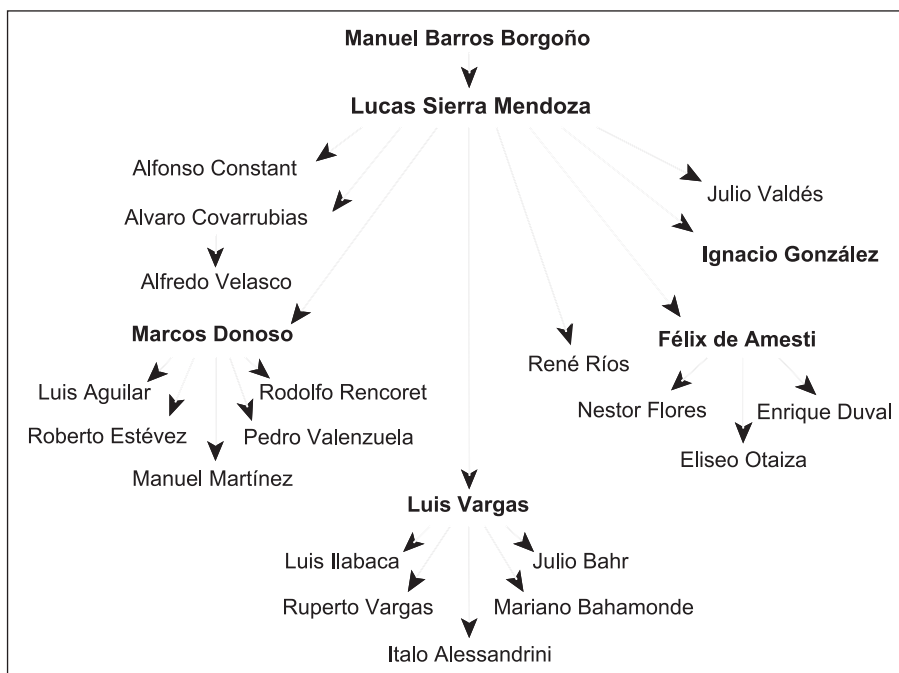 Manuel Barros Borgoño
Lucas Sierra Mendoza
Alfonso Constant
Julio Valdés
Alvaro Covarrubias
Ignacio González
Alfredo Velasco
Marcos Donoso
Félix de Amesti
René Ríos
Luis Aguilar
Rodolfo Rencoret
Nestor Flores
Enrique Duval
Roberto Estévez
Pedro Valenzuela
Eliseo Otaiza
Manuel Martínez
Luis Vargas
Luis Ilabaca
Julio Bahr
Ruperto Vargas
Mariano Bahamonde
Italo Alessandrini